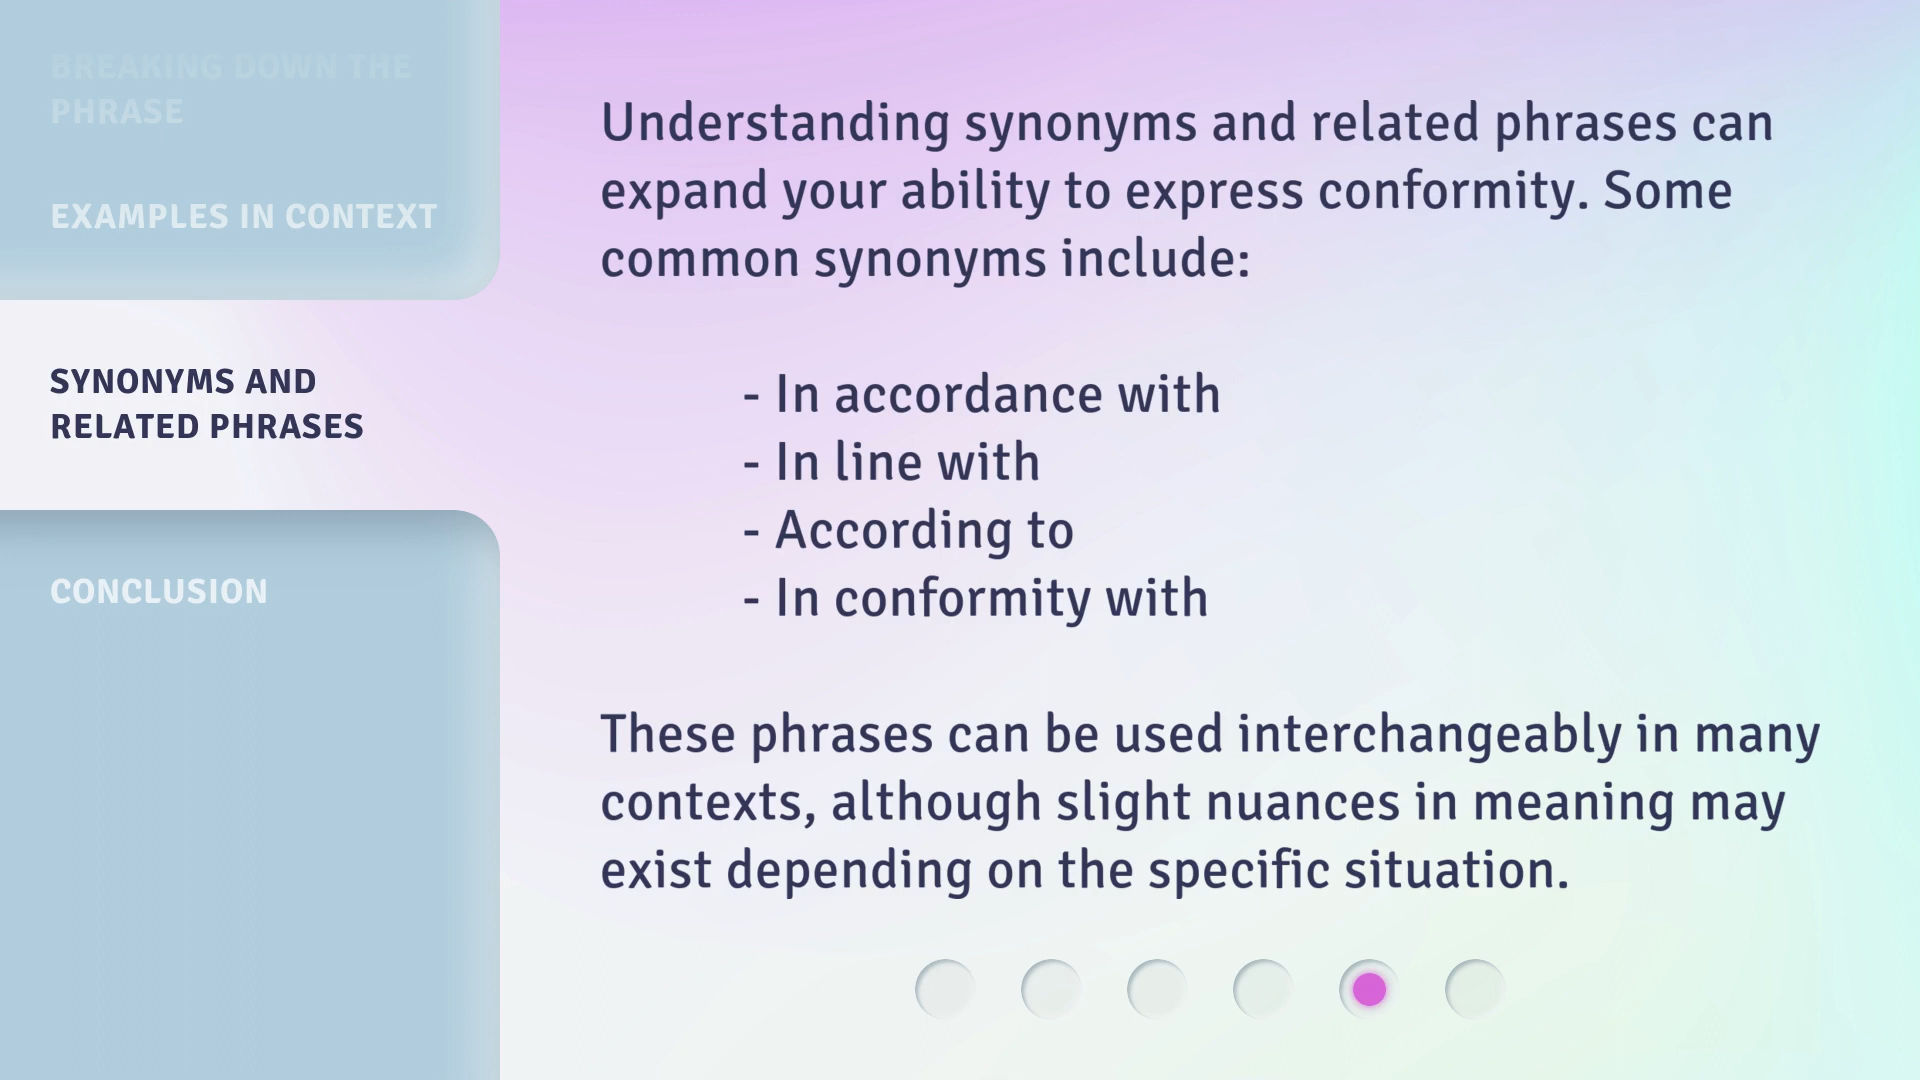 BREAKING DOWN THE
PHRASE
EXAMPLES IN CONTEXT
SYNONYMS AND
RELATED PHRASES
CONCLUSION
Understanding synonyms and related phrases can
expand your ability to express conformity. Some
common synonyms include:
- In accordance with
- In line with
- According to
- In conformity with
These phrases can be used interchangeably in many
contexts, although slight nuances in meaning may
exist depending on the specific situation.